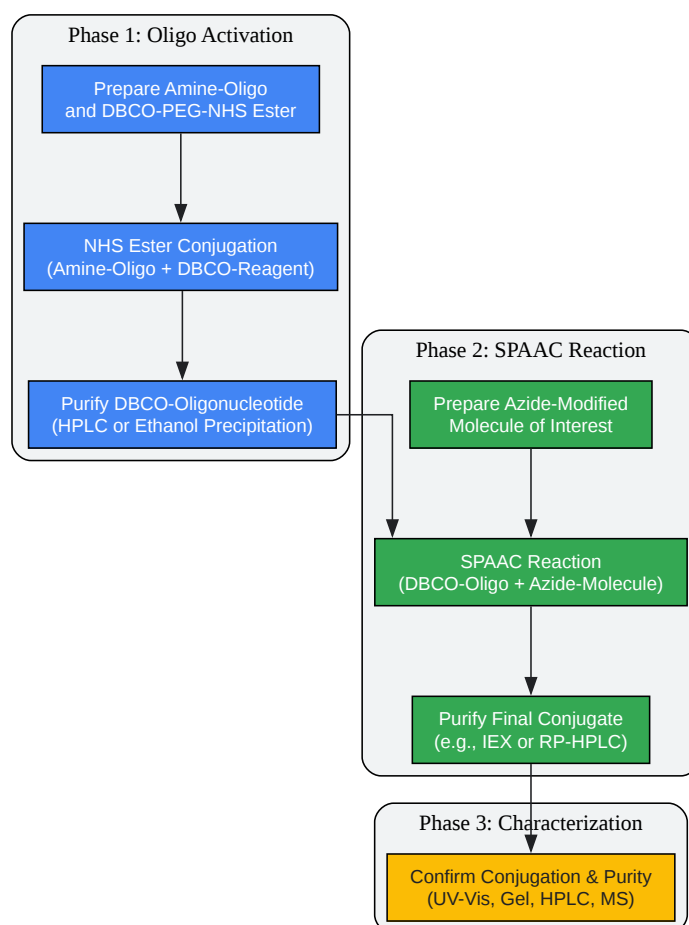 Phase 1: Oligo Activation
Prepare Amine-Oligo
and DBCO-PEG-NHS Ester
NHS Ester Conjugation
(Amine-Oligo + DBCO-Reagent)
Purify DBCO-Oligonucleotide
(HPLC or Ethanol Precipitation)
Phase 2: SPAAC Reaction
Prepare Azide-Modified
Molecule of Interest
SPAAC Reaction
(DBCO-Oligo + Azide-Molecule)
Purify Final Conjugate
(e.g., IEX or RP-HPLC)
Phase 3: Characterization
Confirm Conjugation & Purity
(UV-Vis, Gel, HPLC, MS)